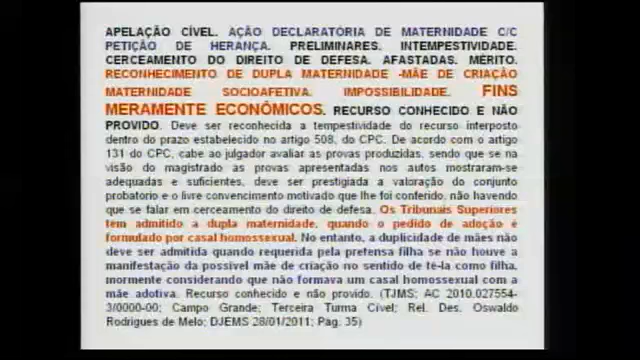 APELAÇÃO CÍVEL. AÇÃO DECLARATÓRIA DE MATERNIDADE C/C
PETIÇÃO DE HERANÇA. PRELIMINARES. INTEMPESTIVIDADE.
CERCEAMENTO DO DIREITO DE DEFESA. AFASTADAS. MÉRITO.
RECONHECIMENTO DE DUPLA MATERNIDADE -MÃE DE CRIAÇÃO
MATERNIDADE SOCIOAFETIVA. IMPOSSIBILIDADE. FINS
MERAMENTE ECONÔMICOS. RECURSO CONHECIDO E NÃO
PROVIDO. Deve ser reconhecida a tempestividade do recurso interposto
dentro do prazo estabelecido no artigo 508, do CPC. De acordo com o artigo
131 do CPC, cabe ao julgador avaliar as provas produzidas, sendo que se na
visão do magistrado as provas apresentadas nos autos mostraram-se
adequadas e suficientes, deve ser prestigiada a valoração do conjunto
probatório e o livre convencimento motivado que lhe foi conferido, não havendo
que se falar em cerceamento do direito de defesa. Os Tribunais Superiores
têm admitido a dupla maternidade, quando o pedido de adoção é
formulado por casal homossexual. No entanto, a duplicidade de mães não
deve ser admitida quando requerida pela pretensa filha se não houve a
manifestação da possível mãe de criação no sentido de tê-la como filha,
mormente considerando que não formava um casal homossexual com a
mãe adotiva. Recurso conhecido e não provido. (TJMS; AC 2010.027554-
3/0000-00; Campo Grande; Terceira Turma Cível; Rel. Des. Oswaldo
Rodrigues de Melo; DJEMS 28/01/2011; Pág. 35)